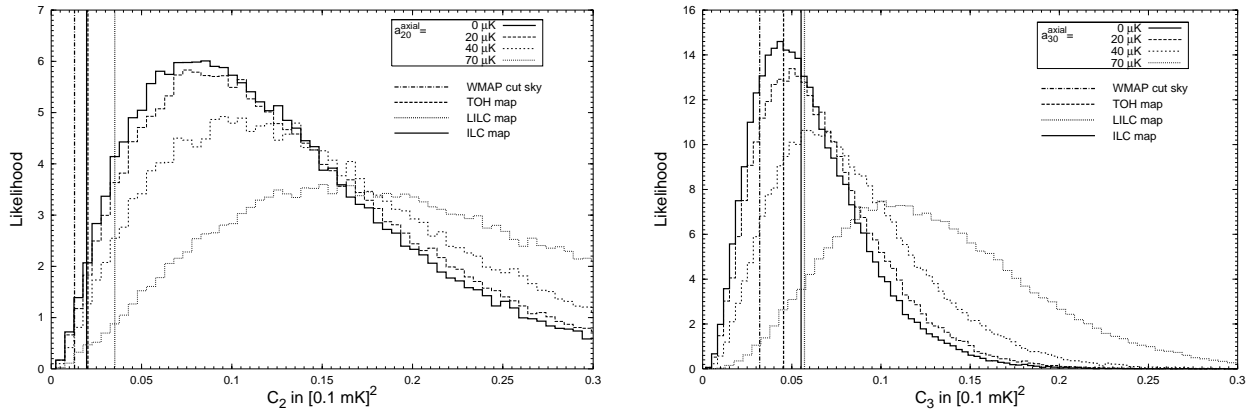 a₂₀^axial =
0 μK
20 μK
40 μK
70 μK
WMAP cut sky
TOH map
LILC map
ILC map
Likelihood
7
6
5
4
3
2
1
0
0 0.05 0.1 0.15 0.2 0.25 0.3
C₂ in [0.1 mK]²
a₃₀^axial =
0 μK
20 μK
40 μK
70 μK
WMAP cut sky
TOH map
LILC map
ILC map
Likelihood
16
14
12
10
8
6
4
2
0
0 0.05 0.1 0.15 0.2 0.25 0.3
C₃ in [0.1 mK]²